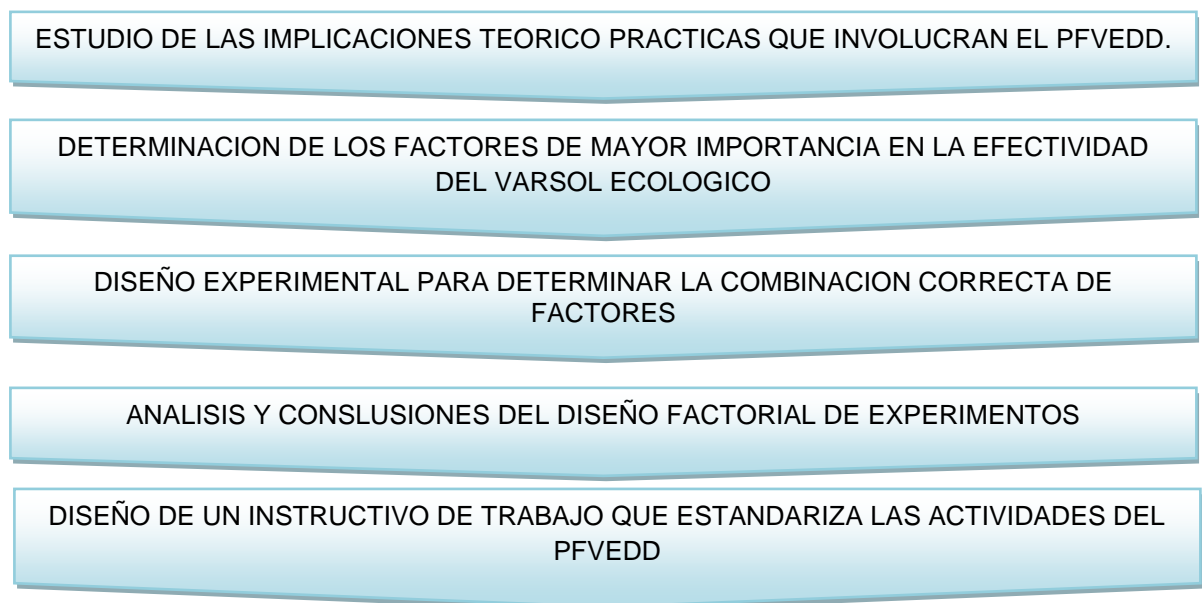 ESTUDIO DE LAS IMPLICACIONES TEORICO PRACTICAS QUE INVOLUCRAN EL PFVEDD.
DETERMINACION DE LOS FACTORES DE MAYOR IMPORTANCIA EN LA EFECTIVIDAD
DEL VARSOL ECOLOGICO
DISEÑO EXPERIMENTAL PARA DETERMINAR LA COMBINACION CORRECTA DE
FACTORES
ANALISIS Y CONSLUSIONES DEL DISEÑO FACTORIAL DE EXPERIMENTOS
DISEÑO DE UN INSTRUCTIVO DE TRABAJO QUE ESTANDARIZA LAS ACTIVIDADES DEL
PFVEDD